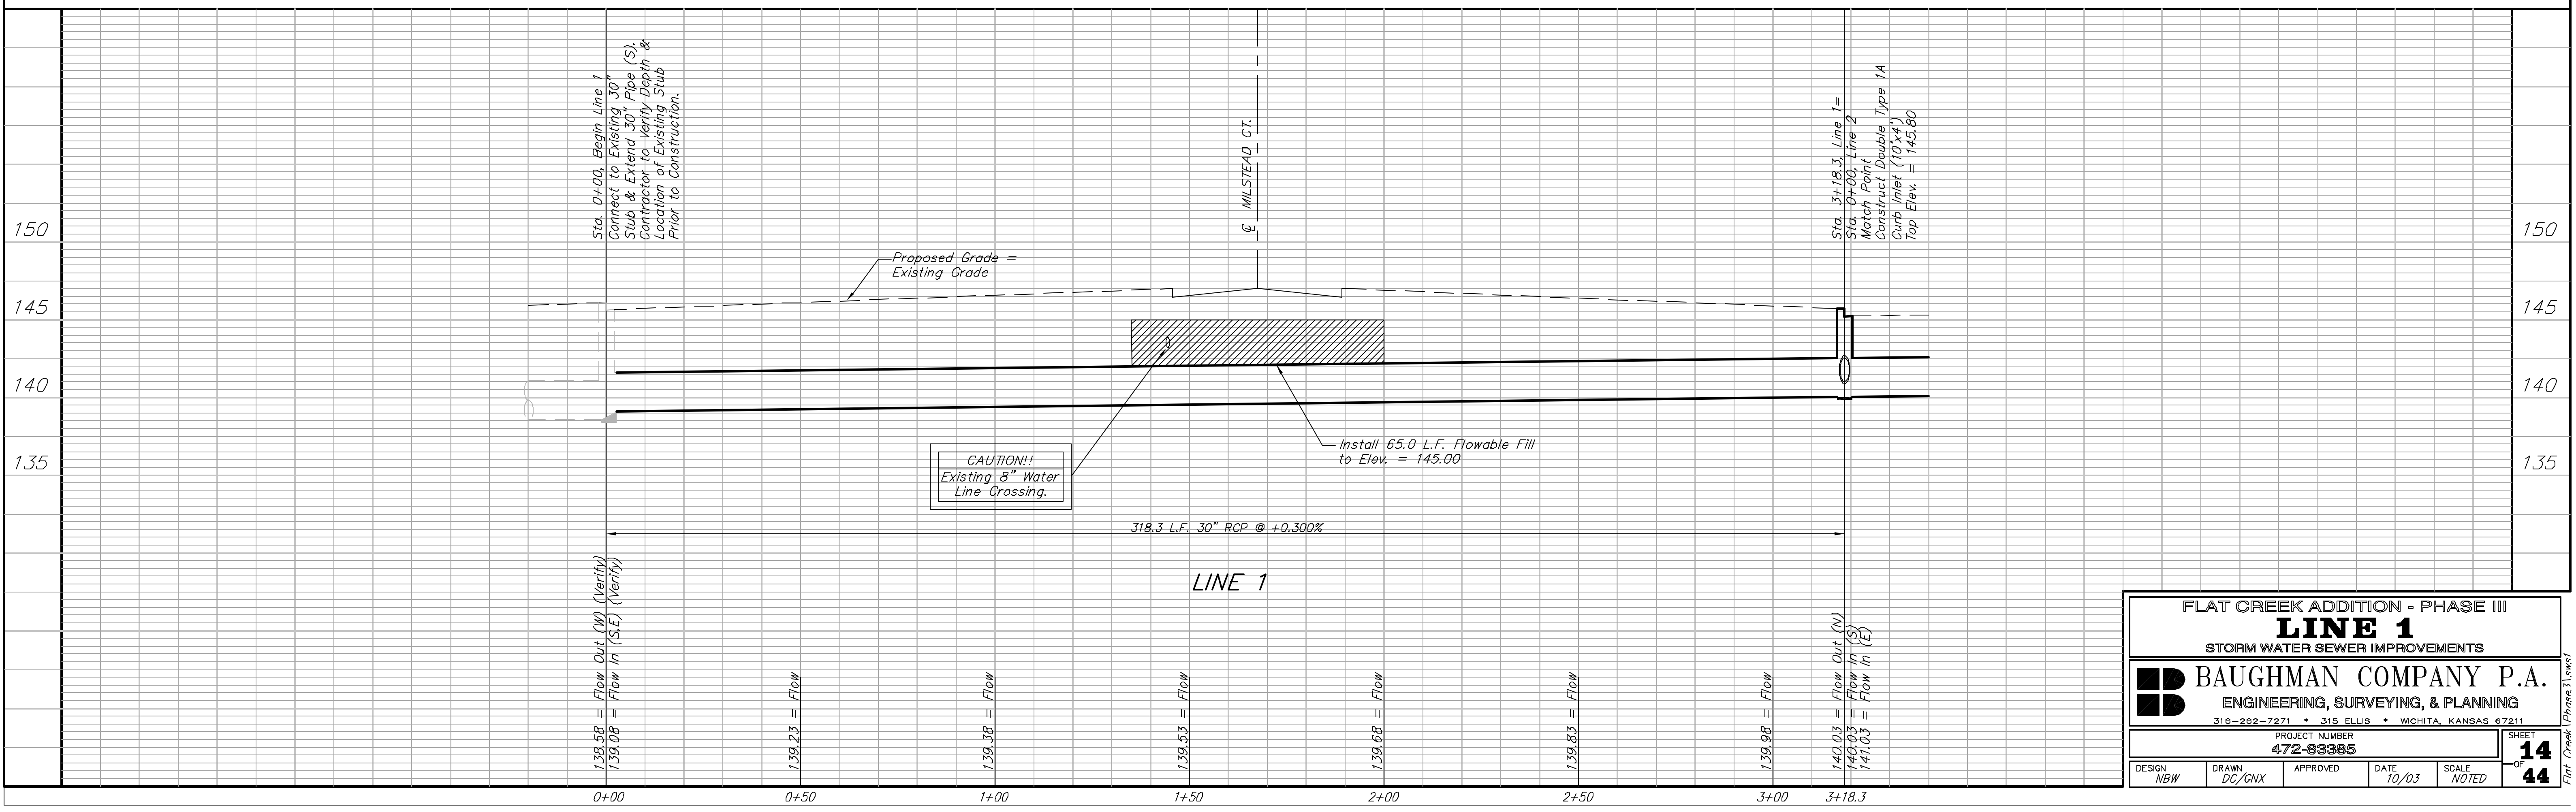 Sta. 0+00, Begin Line 1
Connect to Existing 30"
Stub & Extend 30" Pipe (S).
Contractor to Verify Depth &
Location of Existing Stub
Prior to Construction.
℄ MILSTEAD CT.
Sta. 3+18.3, Line 1=
Sta. 0+00, Line 2
Match Point
Construct Double Type 1A
Curb Inlet (10'x4')
Top Elev. = 145.80
150
150
Proposed Grade =
Existing Grade
145
145
140
140
135
135
Install 65.0 L.F. Flowable Fill
to Elev. = 145.00
CAUTION!!
Existing 8" Water
Line Crossing.
318.3 L.F. 30" RCP @ +0.300%
LINE 1
138.58 = Flow Out (W) (Verify)
139.08 = Flow In (S,E) (Verify)
139.23 = Flow
139.38 = Flow
139.53 = Flow
139.68 = Flow
139.83 = Flow
139.98 = Flow
140.03 = Flow Out (N)
140.03 = Flow In (S)
141.03 = Flow In (E)
0+00
0+50
1+00
1+50
2+00
2+50
3+00
3+18.3
FLAT CREEK ADDITION - PHASE III
LINE 1
STORM WATER SEWER IMPROVEMENTS
BAUGHMAN COMPANY P.A.
ENGINEERING, SURVEYING, & PLANNING
316-262-7271 * 315 ELLIS * WICHITA, KANSAS 67211
PROJECT NUMBER
472-83385
SHEET
14
OF
44
DESIGN
NBW
DRAWN
DC/GNX
APPROVED
DATE
10/03
SCALE
NOTED
Flat Creek\Phase.3\sws1